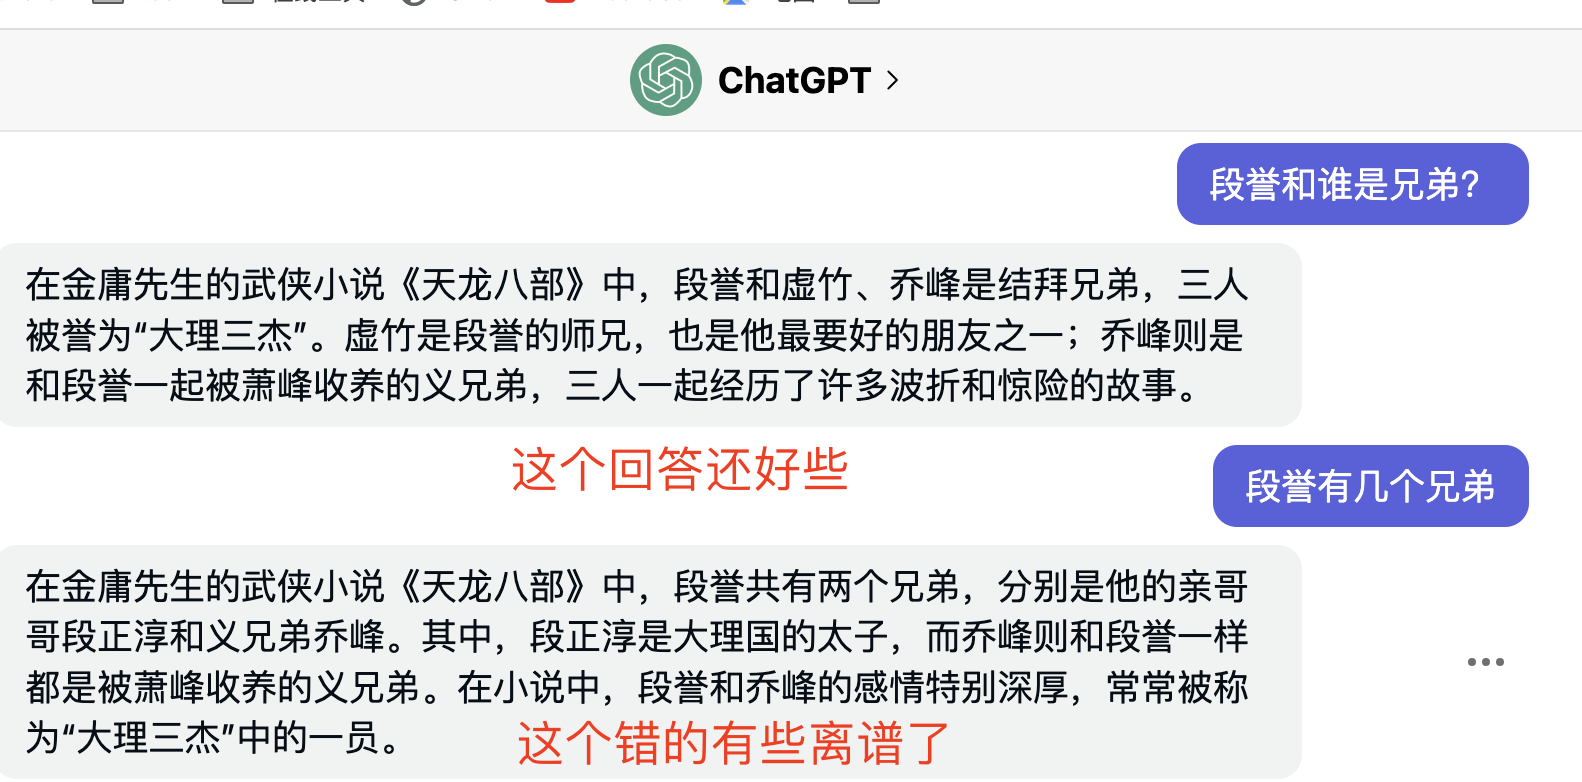 ChatGPT
段誉和谁是兄弟?
在金庸先生的武侠小说《天龙八部》中，段誉和虚竹、乔峰是结拜兄弟，三人
被誉为“大理三杰”。虚竹是段誉的师兄，也是他最要好的朋友之一；乔峰则是
和段誉一起被萧峰收养的义兄弟，三人一起经历了许多波折和惊险的故事。
这个回答还好些
段誉有几个兄弟
在金庸先生的武侠小说《天龙八部》中，段誉共有两个兄弟，分别是他的亲哥
哥段正淳和义兄弟乔峰。其中，段正淳是大理国的太子，而乔峰则和段誉一样
都是被萧峰收养的义兄弟。在小说中，段誉和乔峰的感情特别深厚，常常被称
为“大理三杰”中的一员。
这个错的有些离谱了